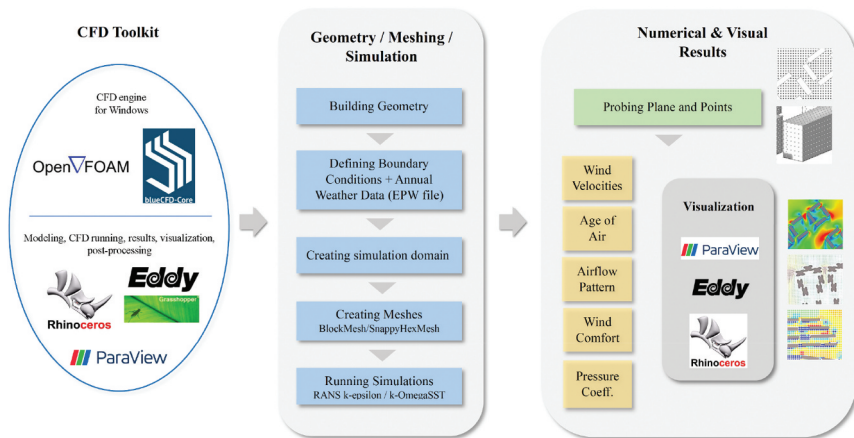 CFD Toolkit
CFD engine
for Windows
OpenFOAM
blueCFD-Core
Modeling, CFD running, results, visualization,
post-processing
Rhinoceros
Eddy
Grasshopper
ParaView
Geometry / Meshing /
Simulation
Building Geometry
Defining Boundary
Conditions + Annual
Weather Data (EPW file)
Creating simulation domain
Creating Meshes
BlockMesh/SnappyHexMesh
Running Simulations
RANS k-epsilon / k-OmegaSST
Numerical & Visual
Results
Probing Plane and Points
Wind
Velocities
Age of
Air
Airflow
Pattern
Wind
Comfort
Pressure
Coeff.
Visualization
ParaView
Eddy
Rhinoceros